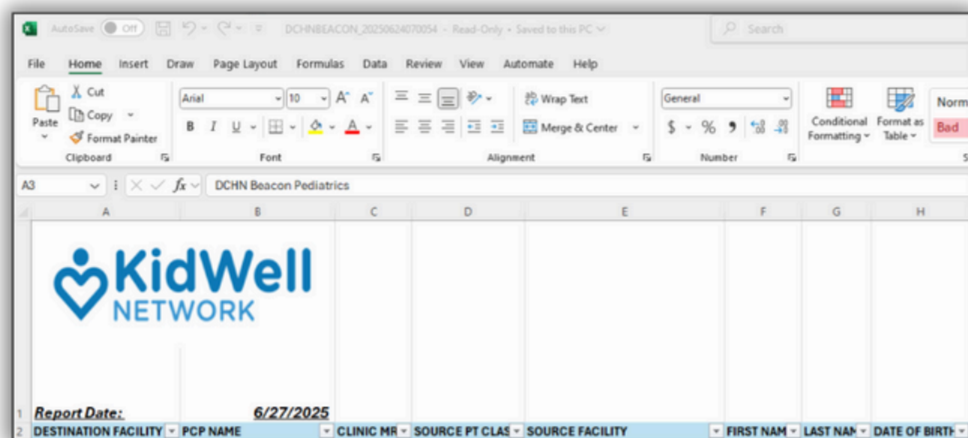 AutoSave Off DCHNBEACON_20250624070054 - Read-Only • Saved to this PC Search
File Home Insert Draw Page Layout Formulas Data Review View Automate Help
Paste Cut Copy Format Painter
Arial 10 A A
B I U A
Wrap Text
Merge & Center
General
$ % 9
Conditional Formatting Format as Table Norm
Bad
Clipboard Font Alignment Number
A3 fx DCHN Beacon Pediatrics
A B C D E F G H
KidWell
NETWORK
1 Report Date: 6/27/2025
2 DESTINATION FACILITY PCP NAME CLINIC MR SOURCE PT CLAS SOURCE FACILITY FIRST NAM LAST NAM DATE OF BIRTH